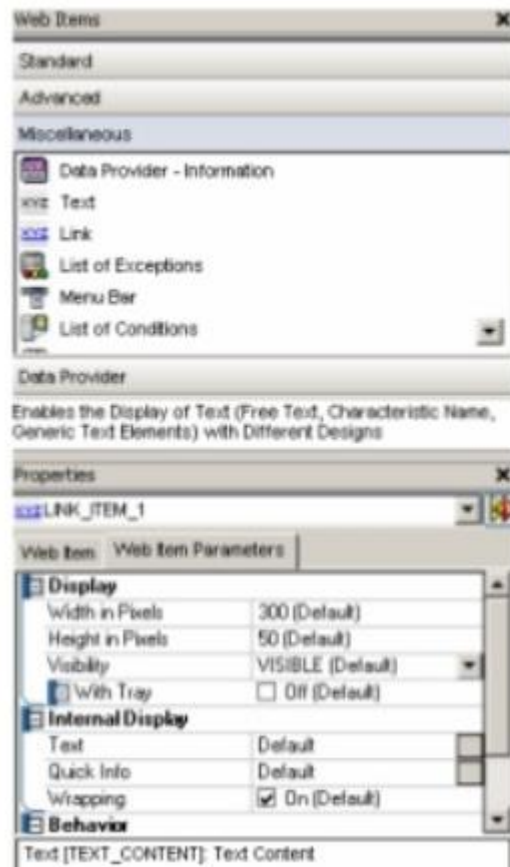 Web Items
Standard
Advanced
Miscellaneous
Data Provider - Information
XYZ Text
XYZ Link
List of Exceptions
Menu Bar
List of Conditions
Data Provider
Enables the Display of Text (Free Text, Characteristic Name,
Generic Text Elements) with Different Designs
Properties
XYZ LINK_ITEM_1
Web Item Web Item Parameters
Display
Width in Pixels 300 (Default)
Height in Pixels 50 (Default)
Visibility VISIBLE (Default)
With Tray Off (Default)
Internal Display
Text Default
Quick Info Default
Wrapping On (Default)
Behavior
Text [TEXT_CONTENT]: Text Content